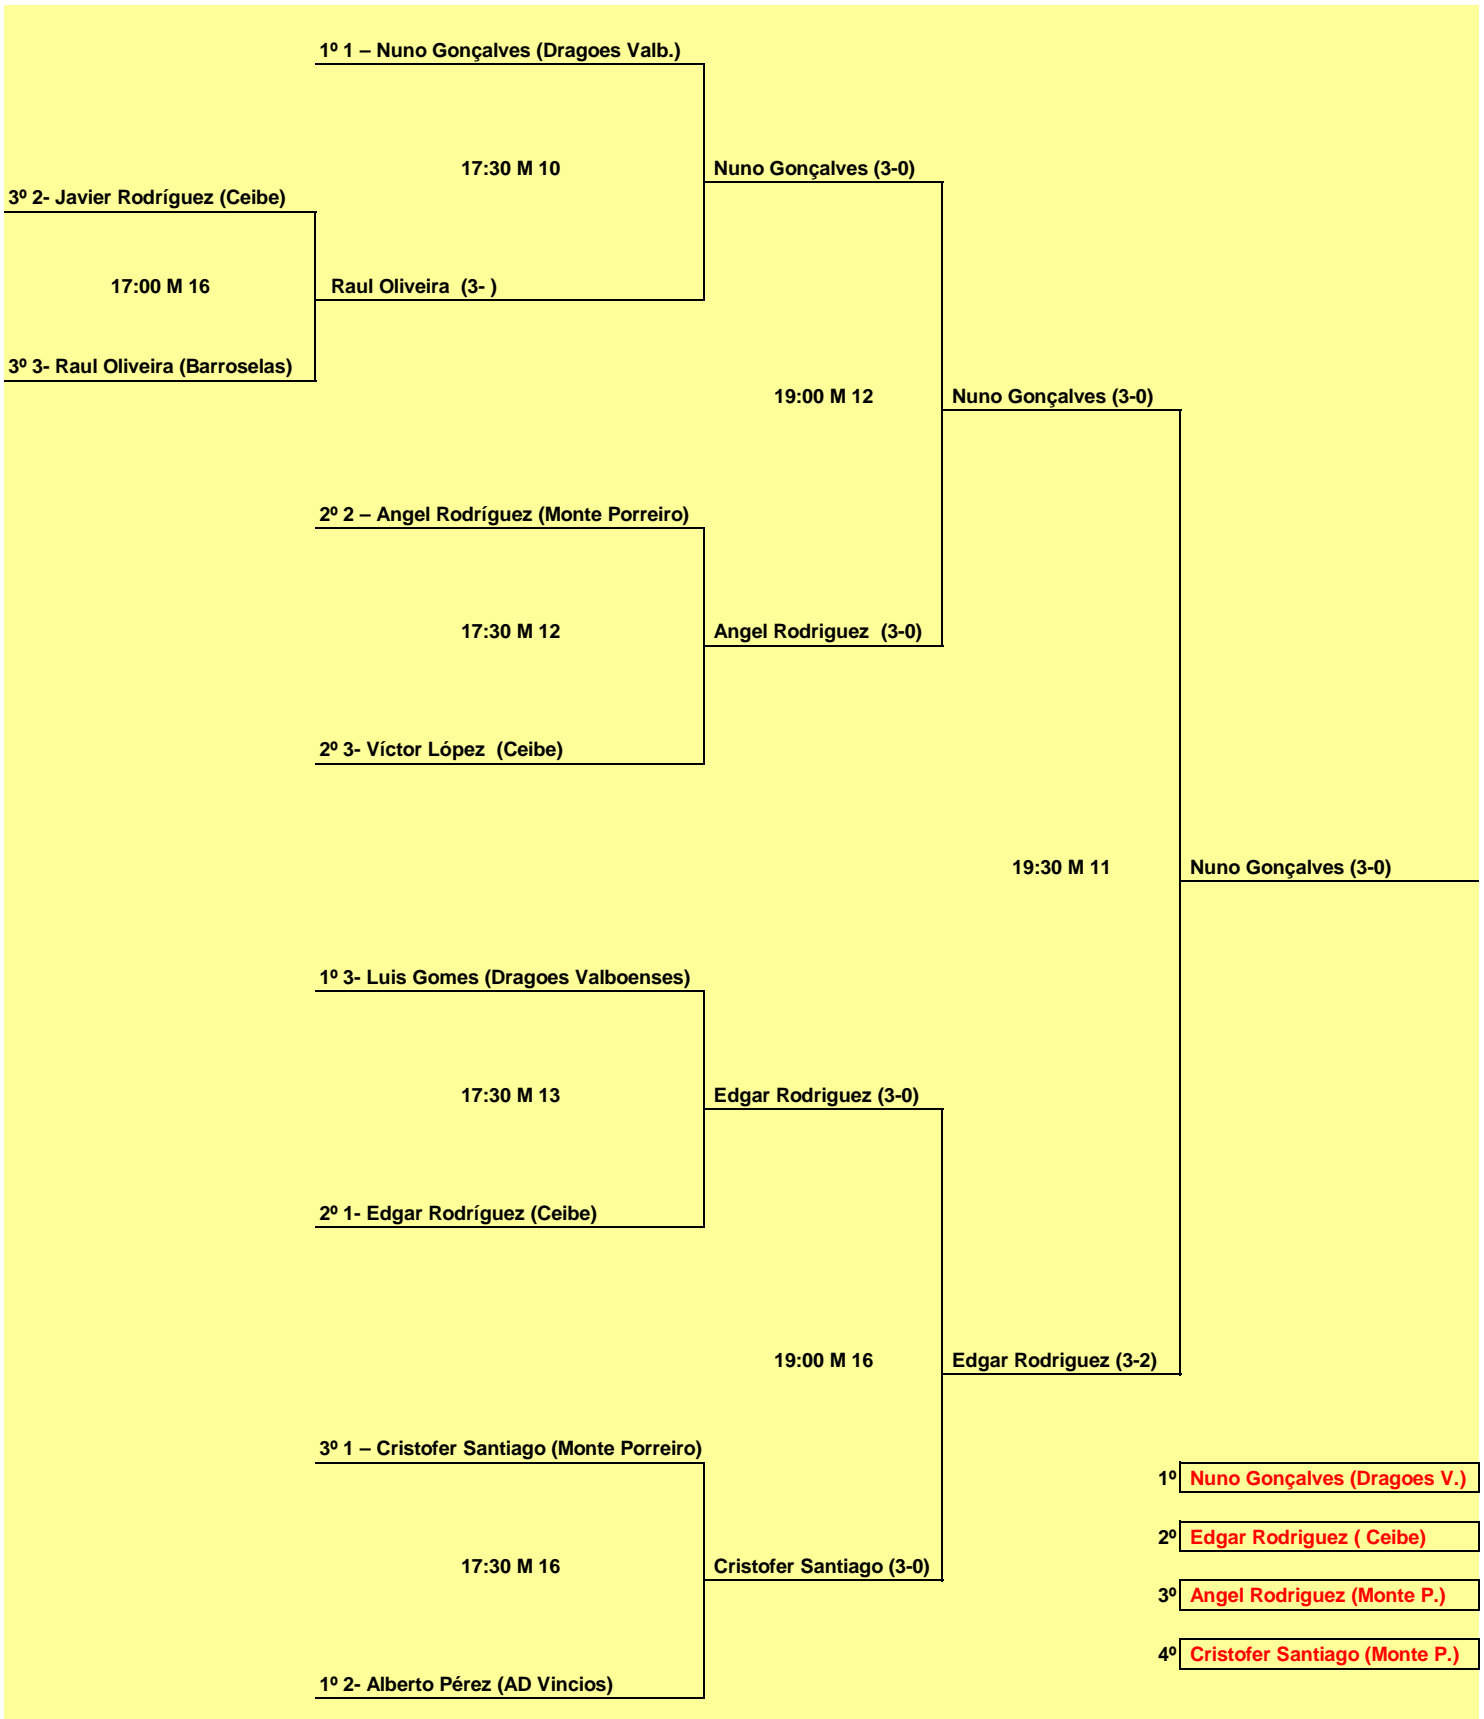 1º 1 – Nuno Gonçalves (Dragoes Valb.)
17:30 M 10
Nuno Gonçalves (3-0)
3º 2- Javier Rodríguez (Ceibe)
17:00 M 16
Raul Oliveira  (3- )
3º 3- Raul Oliveira (Barroselas)
19:00 M 12
Nuno Gonçalves (3-0)
2º 2 – Angel Rodríguez (Monte Porreiro)
17:30 M 12
Angel Rodriguez  (3-0)
2º 3- Víctor López  (Ceibe)
19:30 M 11
Nuno Gonçalves (3-0)
1º 3- Luis Gomes (Dragoes Valboenses)
17:30 M 13
Edgar Rodriguez (3-0)
2º 1- Edgar Rodríguez (Ceibe)
19:00 M 16
Edgar Rodriguez (3-2)
3º 1 – Cristofer Santiago (Monte Porreiro)
1º Nuno Gonçalves (Dragoes V.)
2º Edgar Rodriguez ( Ceibe)
17:30 M 16
Cristofer Santiago (3-0)
3º Angel Rodriguez (Monte P.)
4º Cristofer Santiago (Monte P.)
1º 2- Alberto Pérez (AD Vincios)